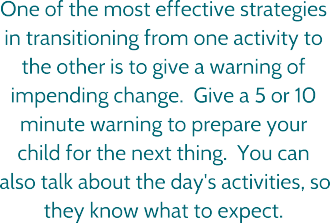 One of the most effective strategies
in transitioning from one activity to
the other is to give a warning of
impending change.  Give a 5 or 10
minute warning to prepare your
child for the next thing.  You can
also talk about the day's activities, so
they know what to expect.